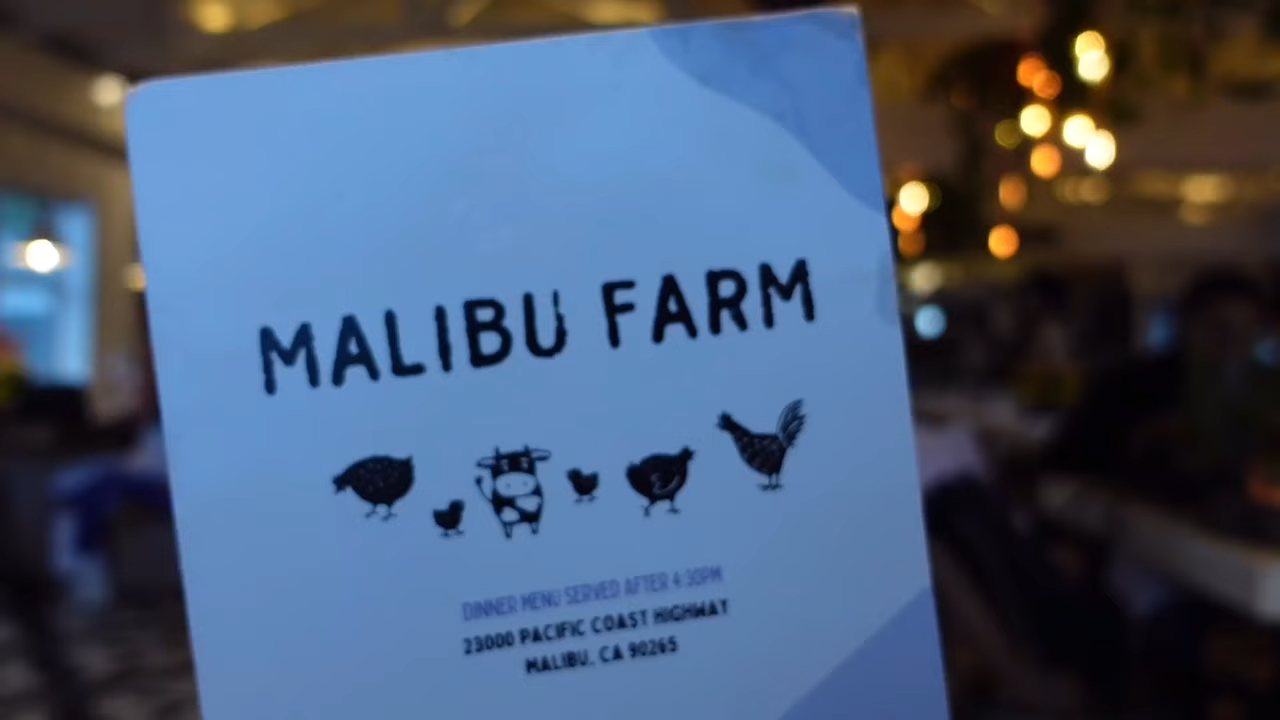 MALIBU FARM
DINNER MENU SERVED AFTER 4:30PM
23000 PACIFIC COAST HIGHWAY
MALIBU, CA 90265